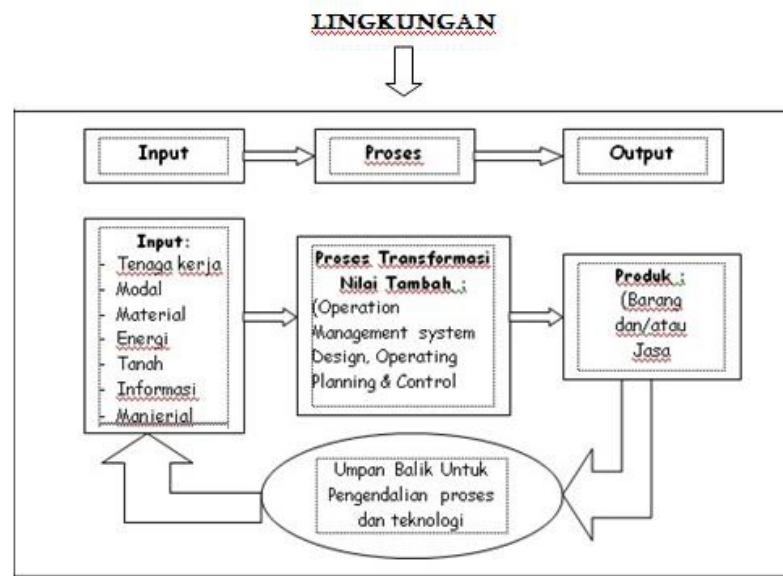 LINGKUNGAN
Input
Proses
Output
Input:
- Tenaga kerja
- Modal
- Material
- Energi
- Tanah
- Informasi
- Manjerial
Proses Transformasi
Nilai Tambah :
(Operation
Management system
Design, Operating
Planning & Control
Produk :
(Barang
dan/atau
Jasa
Umpan Balik Untuk
Pengendalian proses
dan teknologi